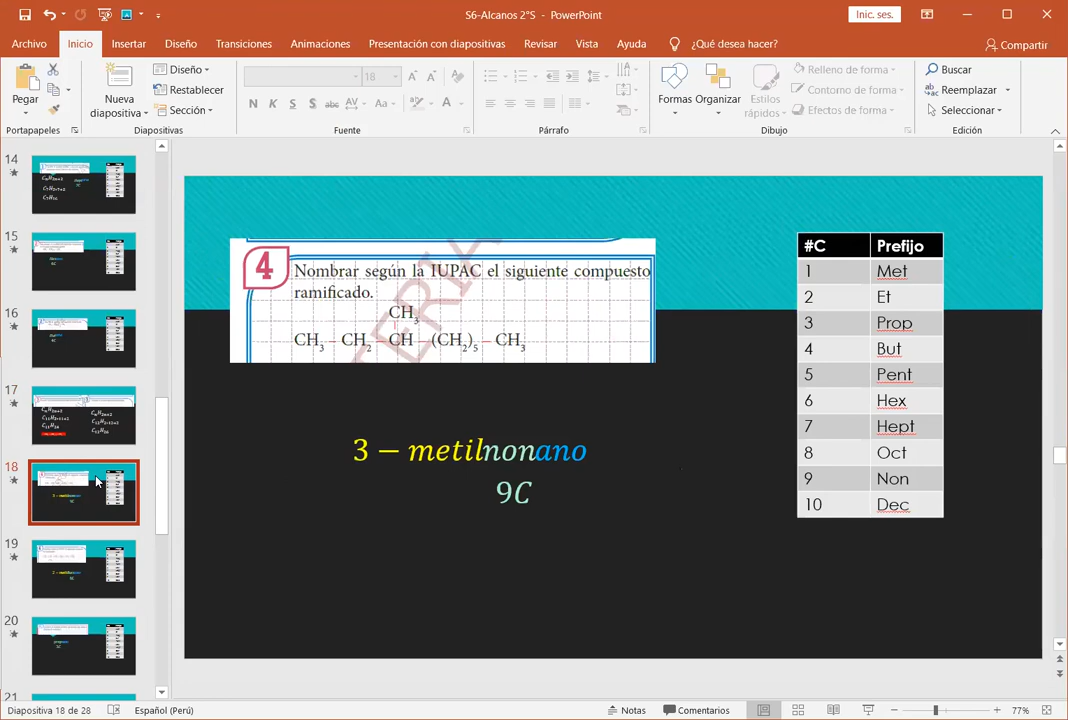 S6-Alcanos 2°S - PowerPoint
Inic. ses.
Archivo Inicio Insertar Diseño Transiciones Animaciones Presentación con diapositivas Revisar Vista Ayuda ¿Qué desea hacer? Compartir
Pegar
Nueva diapositiva
Diseño
Restablecer
Sección
18
N K S S abc AV Aa A
Formas Organizar Estilos rápidos
Relleno de forma
Contorno de forma
Efectos de forma
Buscar
Reemplazar
Seleccionar
Portapapeles Diapositivas Fuente Párrafo Dibujo Edición
14
15
16
17
18
19
20
21
4
Nombrar según la IUPAC el siguiente compuesto
ramificado.
CH₃
CH₃ – CH₂ – CH – (CH₂)₅ – CH₃
3 − metilnonano
9C
#C Prefijo
1 Met
2 Et
3 Prop
4 But
5 Pent
6 Hex
7 Hept
8 Oct
9 Non
10 Dec
Diapositiva 18 de 28 Español (Perú) Notas Comentarios 77%